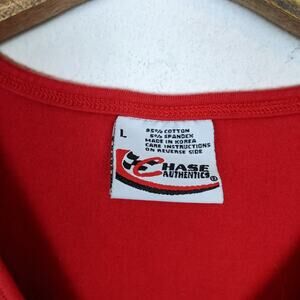 L
95% COTTON
5% SPANDEX
MADE IN KOREA
CARE INSTRUCTIONS
ON REVERSE SIDE
CHASE
AUTHENTICS®